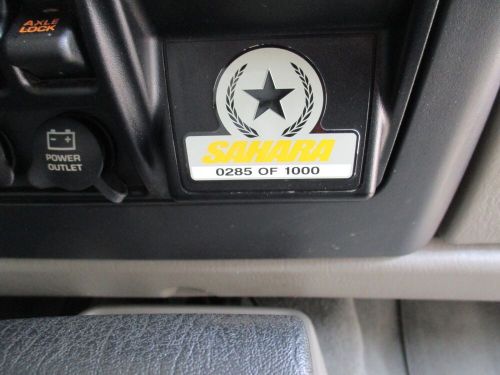 AXLE
LOCK
POWER
OUTLET
SAHARA
0285 OF 1000